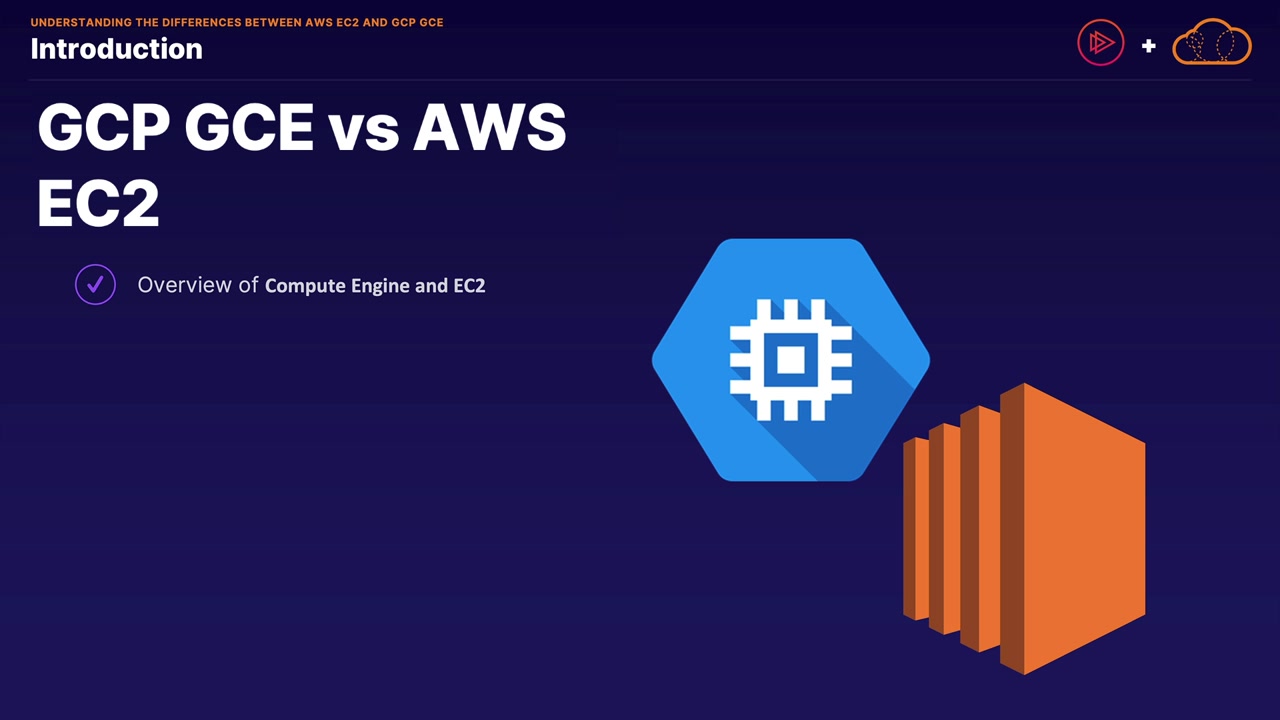 UNDERSTANDING THE DIFFERENCES BETWEEN AWS EC2 AND GCP GCE
Introduction
GCP GCE vs AWS
EC2
Overview of Compute Engine and EC2